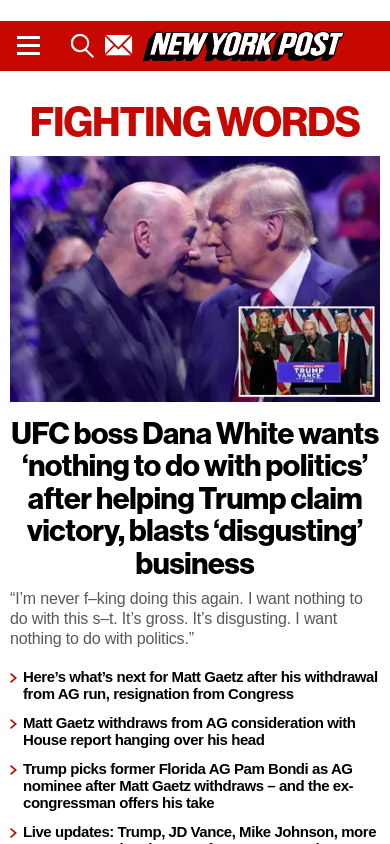 NEW YORK POST
FIGHTING WORDS
TRUMP
VANCE
UFC boss Dana White wants
‘nothing to do with politics’
after helping Trump claim
victory, blasts ‘disgusting’
business
“I’m never f–king doing this again. I want nothing to
do with this s–t. It’s gross. It’s disgusting. I want
nothing to do with politics.”
Here’s what’s next for Matt Gaetz after his withdrawal
from AG run, resignation from Congress
Matt Gaetz withdraws from AG consideration with
House report hanging over his head
Trump picks former Florida AG Pam Bondi as AG
nominee after Matt Gaetz withdraws – and the ex-
congressman offers his take
Live updates: Trump, JD Vance, Mike Johnson, more